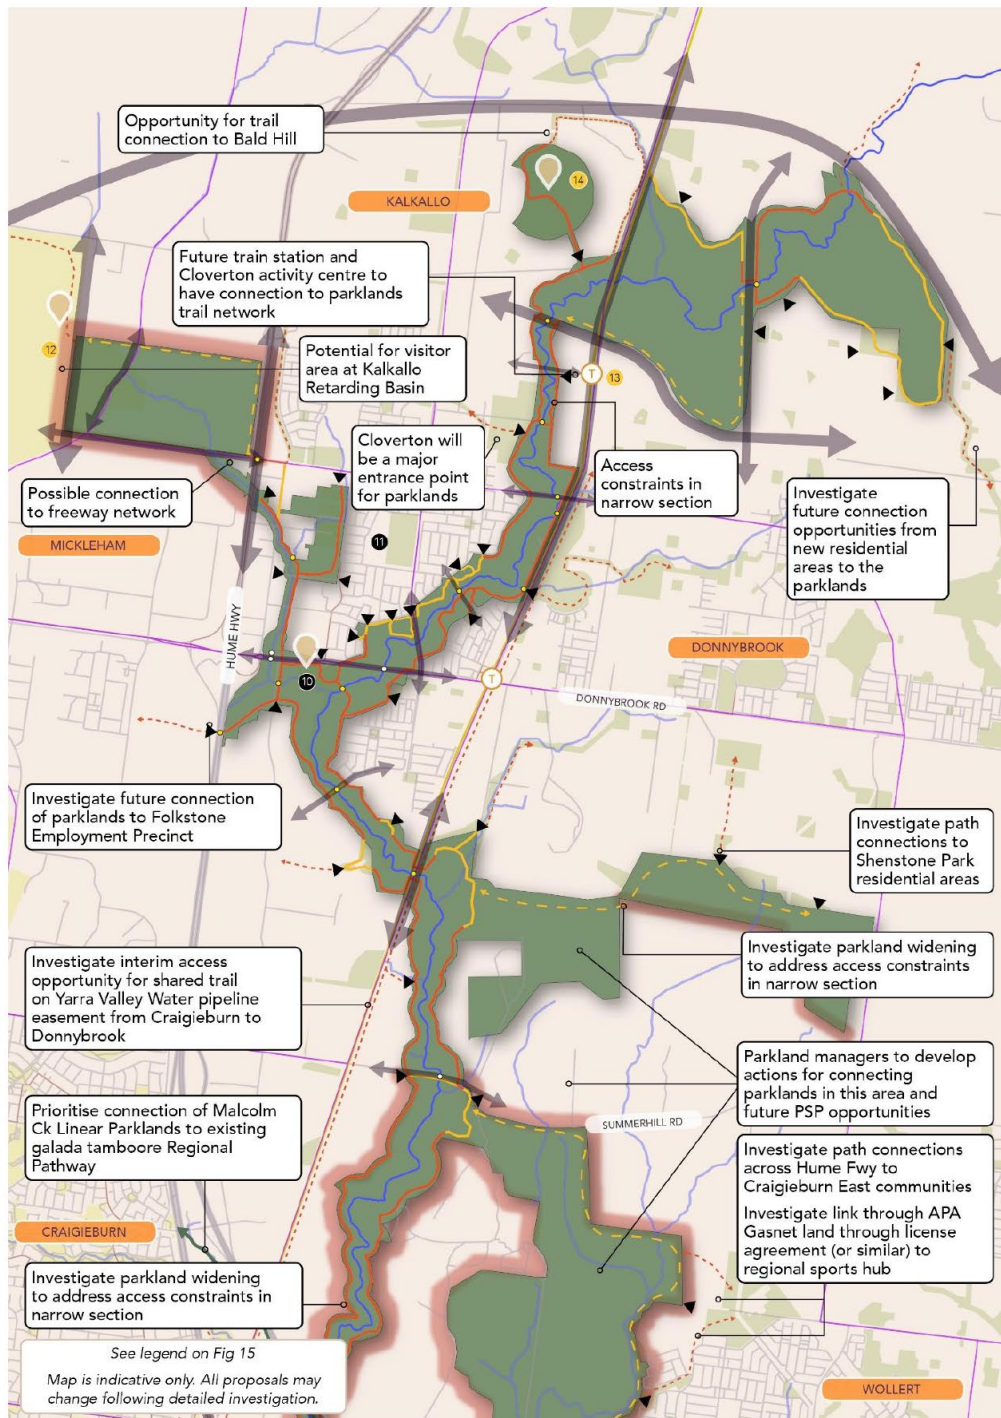 Opportunity for trail
connection to Bald Hill
KALKALLO
14
Future train station and
Cloverton activity centre to
have connection to parklands
trail network
12
Potential for visitor
area at Kalkallo
Retarding Basin
T
13
Cloverton will
be a major
entrance point
for parklands
Access
constraints in
narrow section
Possible connection
to freeway network
Investigate
future connection
opportunities from
new residential
areas to the
parklands
MICKLEHAM
11
HUME HWY
DONNYBROOK
10
T
DONNYBROOK RD
Investigate future connection
of parklands to Folkstone
Employment Precinct
Investigate path
connections to
Shenstone Park
residential areas
Investigate parkland widening
to address access constraints
in narrow section
Investigate interim access
opportunity for shared trail
on Yarra Valley Water pipeline
easement from Craigieburn to
Donnybrook
Parkland managers to develop
actions for connecting
parklands in this area and
future PSP opportunities
Prioritise connection of Malcolm
Ck Linear Parklands to existing
galada tamboore Regional
Pathway
SUMMERHILL RD
Investigate path connections
across Hume Fwy to
Craigieburn East communities
Investigate link through APA
Gasnet land through license
agreement (or similar) to
regional sports hub
CRAIGIEBURN
Investigate parkland widening
to address access constraints in
narrow section
See legend on Fig 15
Map is indicative only. All proposals may
change following detailed investigation.
WOLLERT